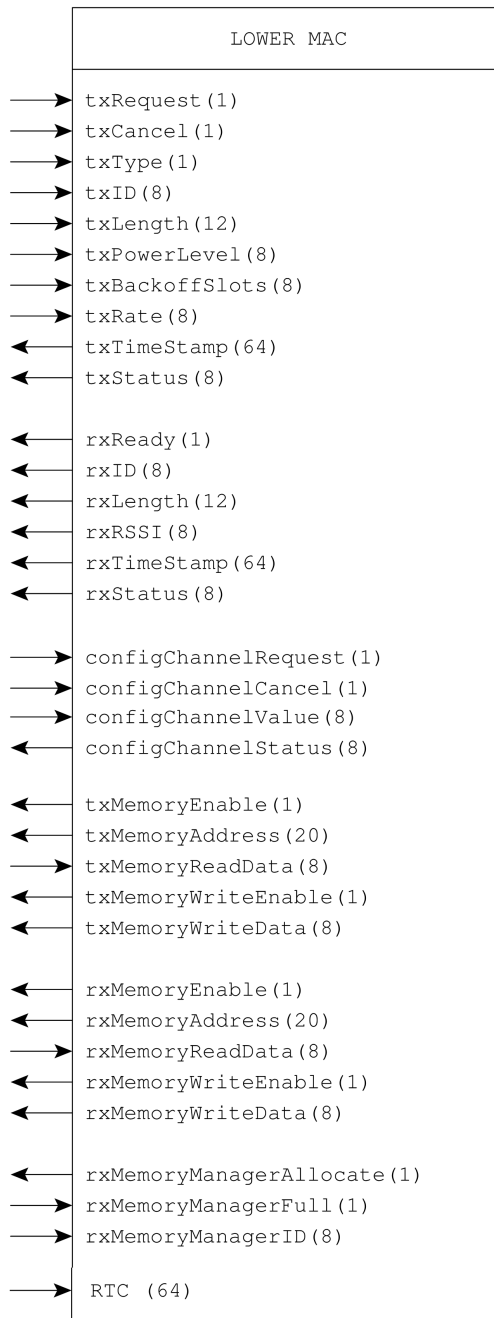 LOWER MAC
txRequest(1)
txCancel(1)
txType(1)
txID(8)
txLength(12)
txPowerLevel(8)
txBackoffSlots(8)
txRate(8)
txTimeStamp(64)
txStatus(8)
rxReady(1)
rxID(8)
rxLength(12)
rxRSSI(8)
rxTimeStamp(64)
rxStatus(8)
configChannelRequest(1)
configChannelCancel(1)
configChannelValue(8)
configChannelStatus(8)
txMemoryEnable(1)
txMemoryAddress(20)
txMemoryReadData(8)
txMemoryWriteEnable(1)
txMemoryWriteData(8)
rxMemoryEnable(1)
rxMemoryAddress(20)
rxMemoryReadData(8)
rxMemoryWriteEnable(1)
rxMemoryWriteData(8)
rxMemoryManagerAllocate(1)
rxMemoryManagerFull(1)
rxMemoryManagerID(8)
RTC (64)